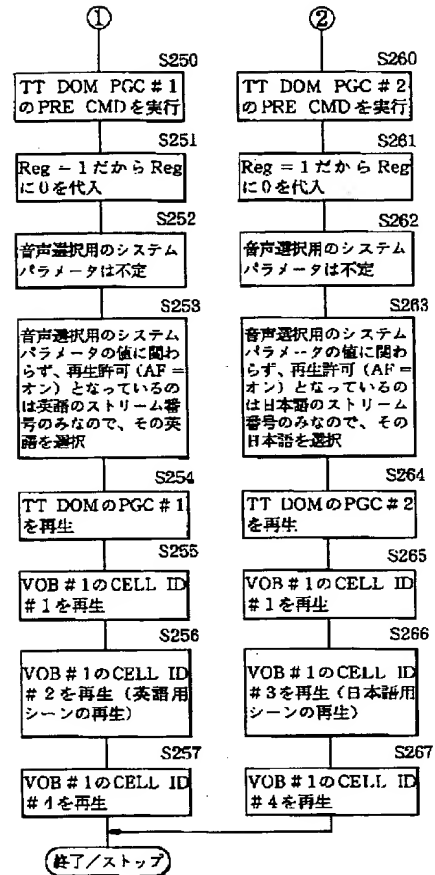 ①
S250
TT DOM PGC#1
のPRE CMDを実行
S251
Reg=1だからReg
に0を代入
S252
音声選択用のシステム
パラメータは不定
S253
音声選択用のシステム
パラメータの値に関わ
らず、再生許可(AF=
オン)となっているの
は英語のストリーム番
号のみなので、その英
語を選択
S254
TT DOMのPGC#1
を再生
S255
VOB#1のCELL ID
#1を再生
S256
VOB#1のCELL ID
#2を再生(英語用
シーンの再生)
S257
VOB#1のCELL ID
#4を再生
終了/ストップ
②
S260
TT DOM PGC#2
のPRE CMDを実行
S261
Reg=1だからReg
に0を代入
S262
音声選択用のシステム
パラメータは不定
S263
音声選択用のシステム
パラメータの値に関わ
らず、再生許可(AF=
オン)となっているの
は日本語のストリーム
番号のみなので、その
日本語を選択
S264
TT DOMのPGC#2
を再生
S265
VOB#1のCELL ID
#1を再生
S266
VOB#1のCELL ID
#3を再生(日本語用
シーンの再生)
S267
VOB#1のCELL ID
#4を再生